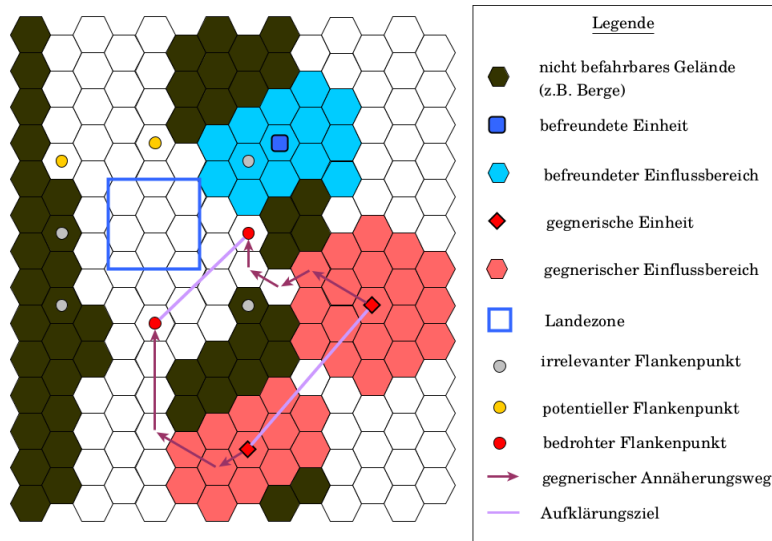 Legende
nicht befahrbares Gelände
(z.B. Berge)
befreundete Einheit
befreundeter Einflussbereich
gegnerische Einheit
gegnerischer Einflussbereich
Landezone
irrelevanter Flankenpunkt
potentieller Flankenpunkt
bedrohter Flankenpunkt
gegnerischer Annäherungsweg
Aufklärungsziel